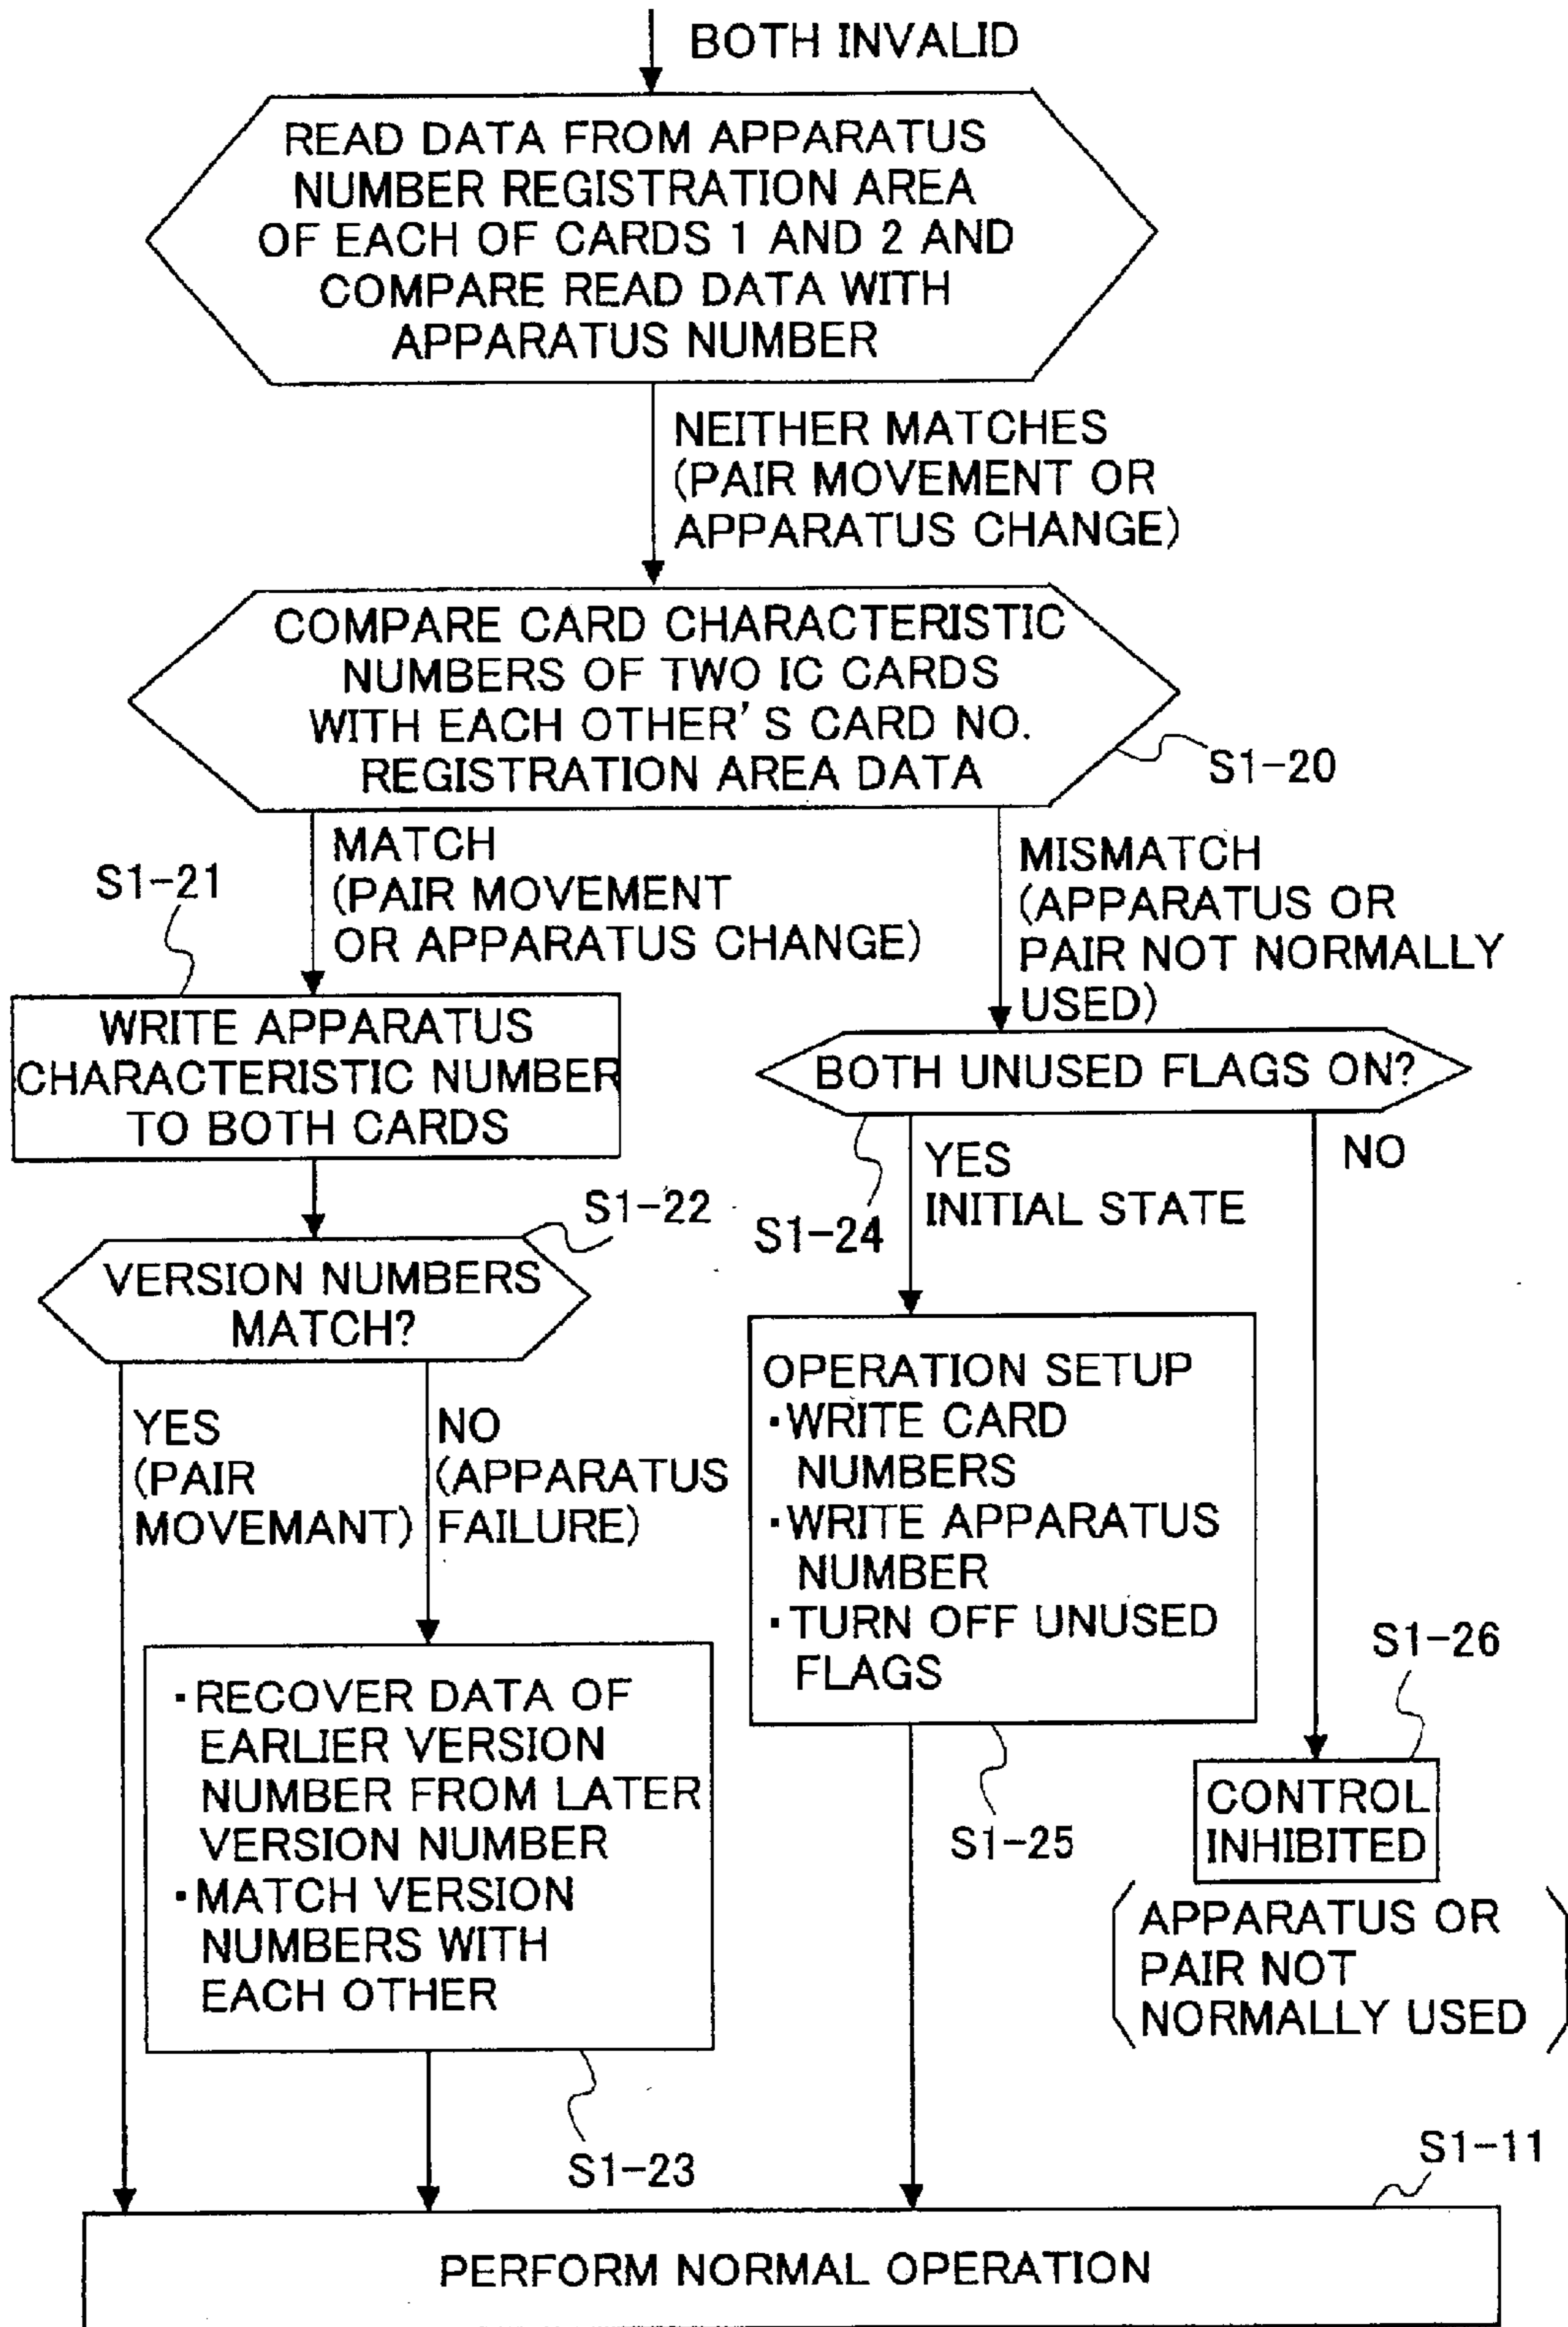 BOTH INVALID
READ DATA FROM APPARATUS
NUMBER REGISTRATION AREA
OF EACH OF CARDS 1 AND 2 AND
COMPARE READ DATA WITH
APPARATUS NUMBER
NEITHER MATCHES
(PAIR MOVEMENT OR
APPARATUS CHANGE)
COMPARE CARD CHARACTERISTIC
NUMBERS OF TWO IC CARDS
WITH EACH OTHER'S CARD NO.
REGISTRATION AREA DATA
S1-20
MATCH
(PAIR MOVEMENT
OR APPARATUS CHANGE)
MISMATCH
(APPARATUS OR
PAIR NOT NORMALLY
USED)
S1-21
WRITE APPARATUS
CHARACTERISTIC NUMBER
TO BOTH CARDS
BOTH UNUSED FLAGS ON?
S1-24
YES
INITIAL STATE
NO
S1-22
VERSION NUMBERS
MATCH?
YES
(PAIR
MOVEMANT)
NO
(APPARATUS
FAILURE)
OPERATION SETUP
・WRITE CARD
NUMBERS
・WRITE APPARATUS
NUMBER
・TURN OFF UNUSED
FLAGS
S1-25
S1-26
CONTROL
INHIBITED
(APPARATUS OR
PAIR NOT
NORMALLY USED)
・RECOVER DATA OF
EARLIER VERSION
NUMBER FROM LATER
VERSION NUMBER
・MATCH VERSION
NUMBERS WITH
EACH OTHER
S1-23
S1-11
PERFORM NORMAL OPERATION